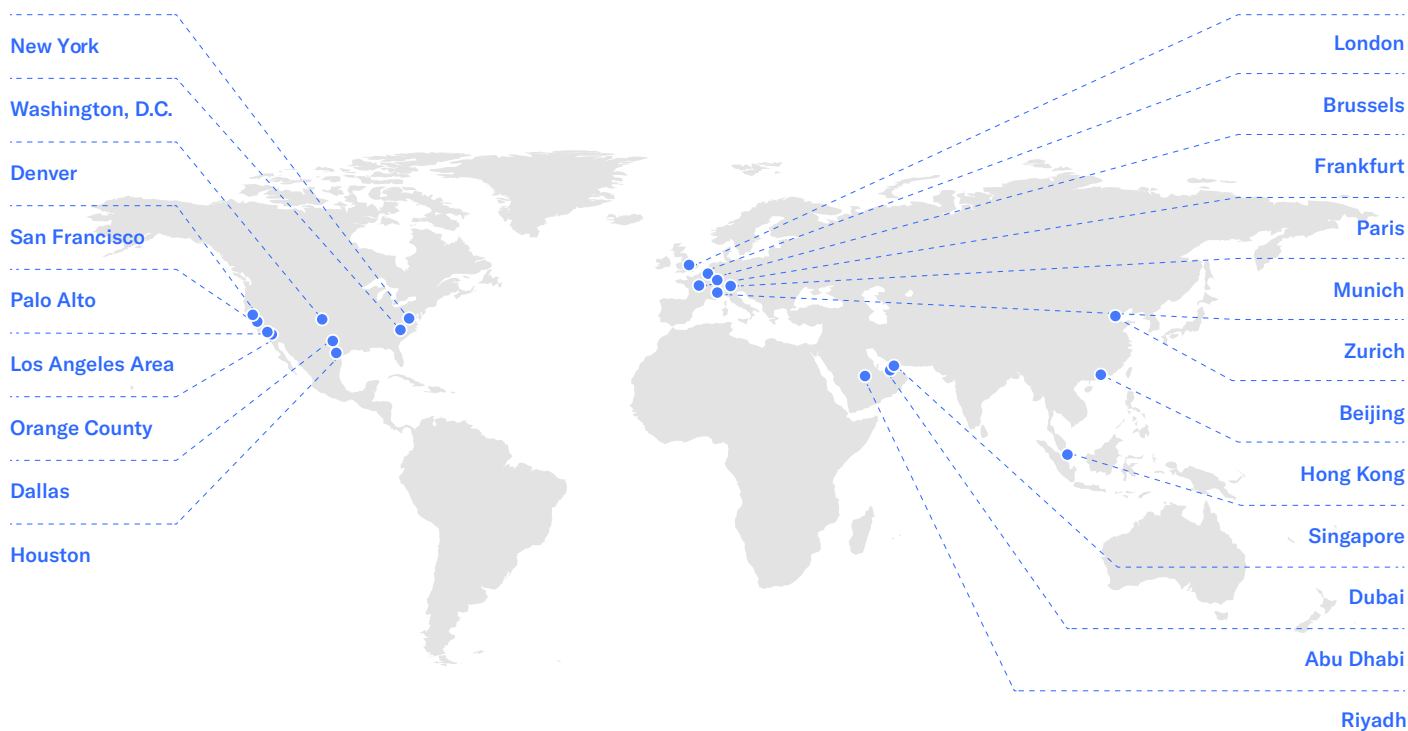 New York
Washington, D.C.
Denver
San Francisco
Palo Alto
Los Angeles Area
Orange County
Dallas
Houston
London
Brussels
Frankfurt
Paris
Munich
Zurich
Beijing
Hong Kong
Singapore
Dubai
Abu Dhabi
Riyadh